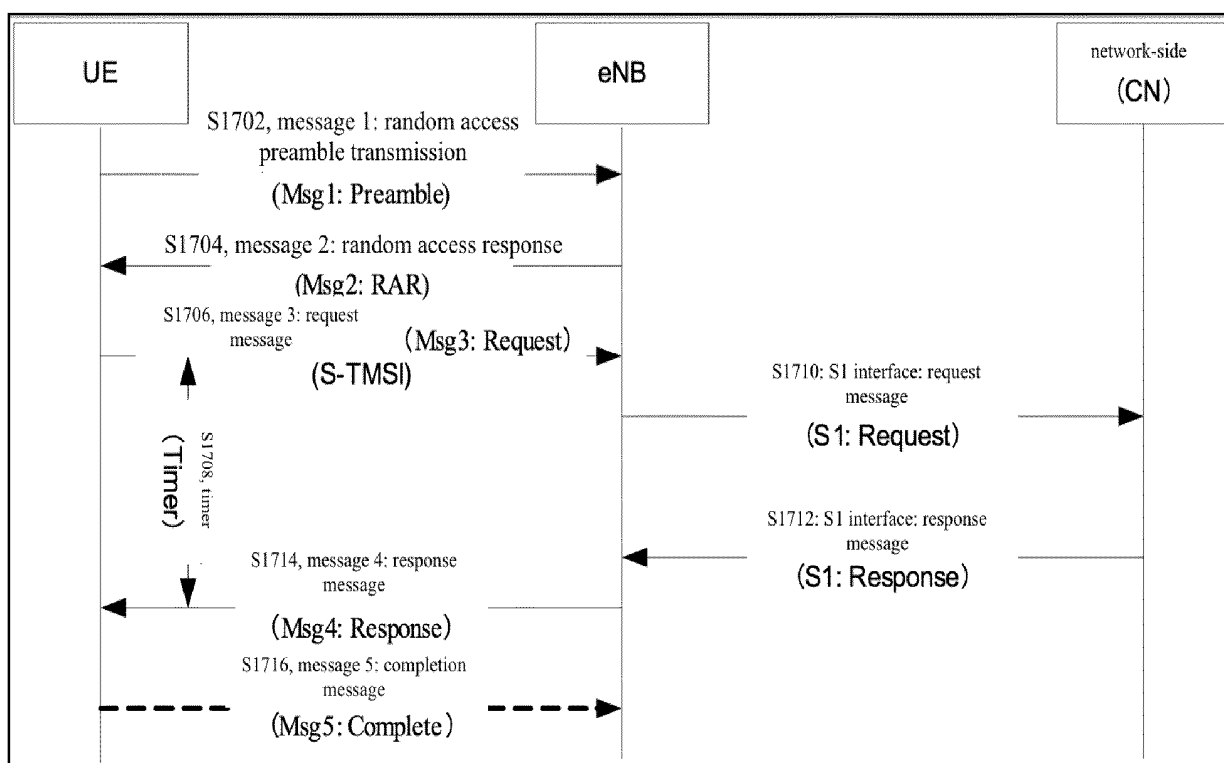 UE
eNB
network-side
(CN)
S1702, message 1: random access
preamble transmission
(Msg1: Preamble)
S1704, message 2: random access response
(Msg2: RAR)
S1706, message 3: request
message
(Msg3: Request)
(S-TMSI)
S1710: S1 interface: request
message
(S1: Request)
S1708, timer
(Timer)
S1712: S1 interface: response
message
(S1: Response)
S1714, message 4: response
message
(Msg4: Response)
S1716, message 5: completion
message
(Msg5: Complete)